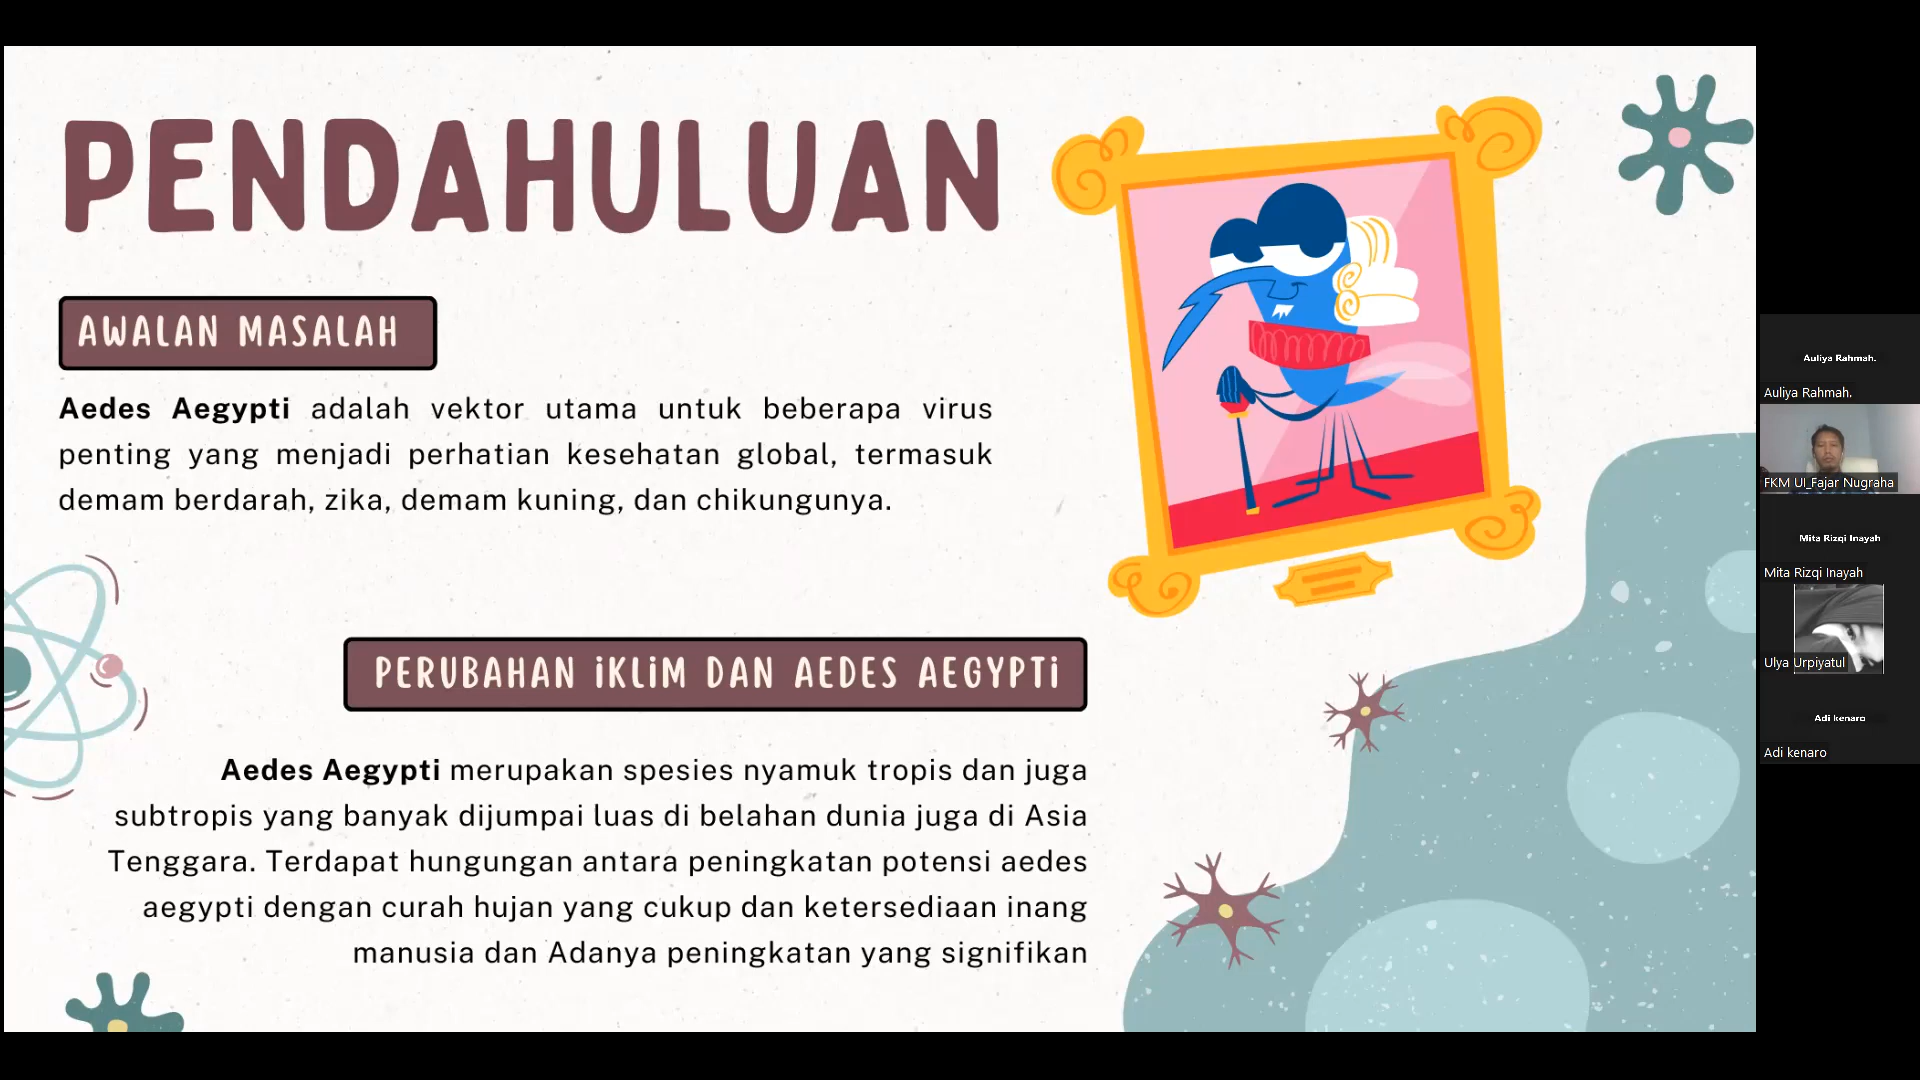 PENDAHULUAN
AWALAN MASALAH
Aedes Aegypti adalah vektor utama untuk beberapa virus
penting yang menjadi perhatian kesehatan global, termasuk
demam berdarah, zika, demam kuning, dan chikungunya.
PERUBAHAN iKLiM DAN AEDES AEGYPTi
Aedes Aegypti merupakan spesies nyamuk tropis dan juga
subtropis yang banyak dijumpai luas di belahan dunia juga di Asia
Tenggara. Terdapat hungungan antara peningkatan potensi aedes
aegypti dengan curah hujan yang cukup dan ketersediaan inang
manusia dan Adanya peningkatan yang signifikan
Auliya Rahmah.
Auliya Rahmah.
FKM UI_Fajar Nugraha
Mita Rizqi Inayah
Mita Rizqi Inayah
Ulya Urpiyatul
Adi kenaro
Adi kenaro